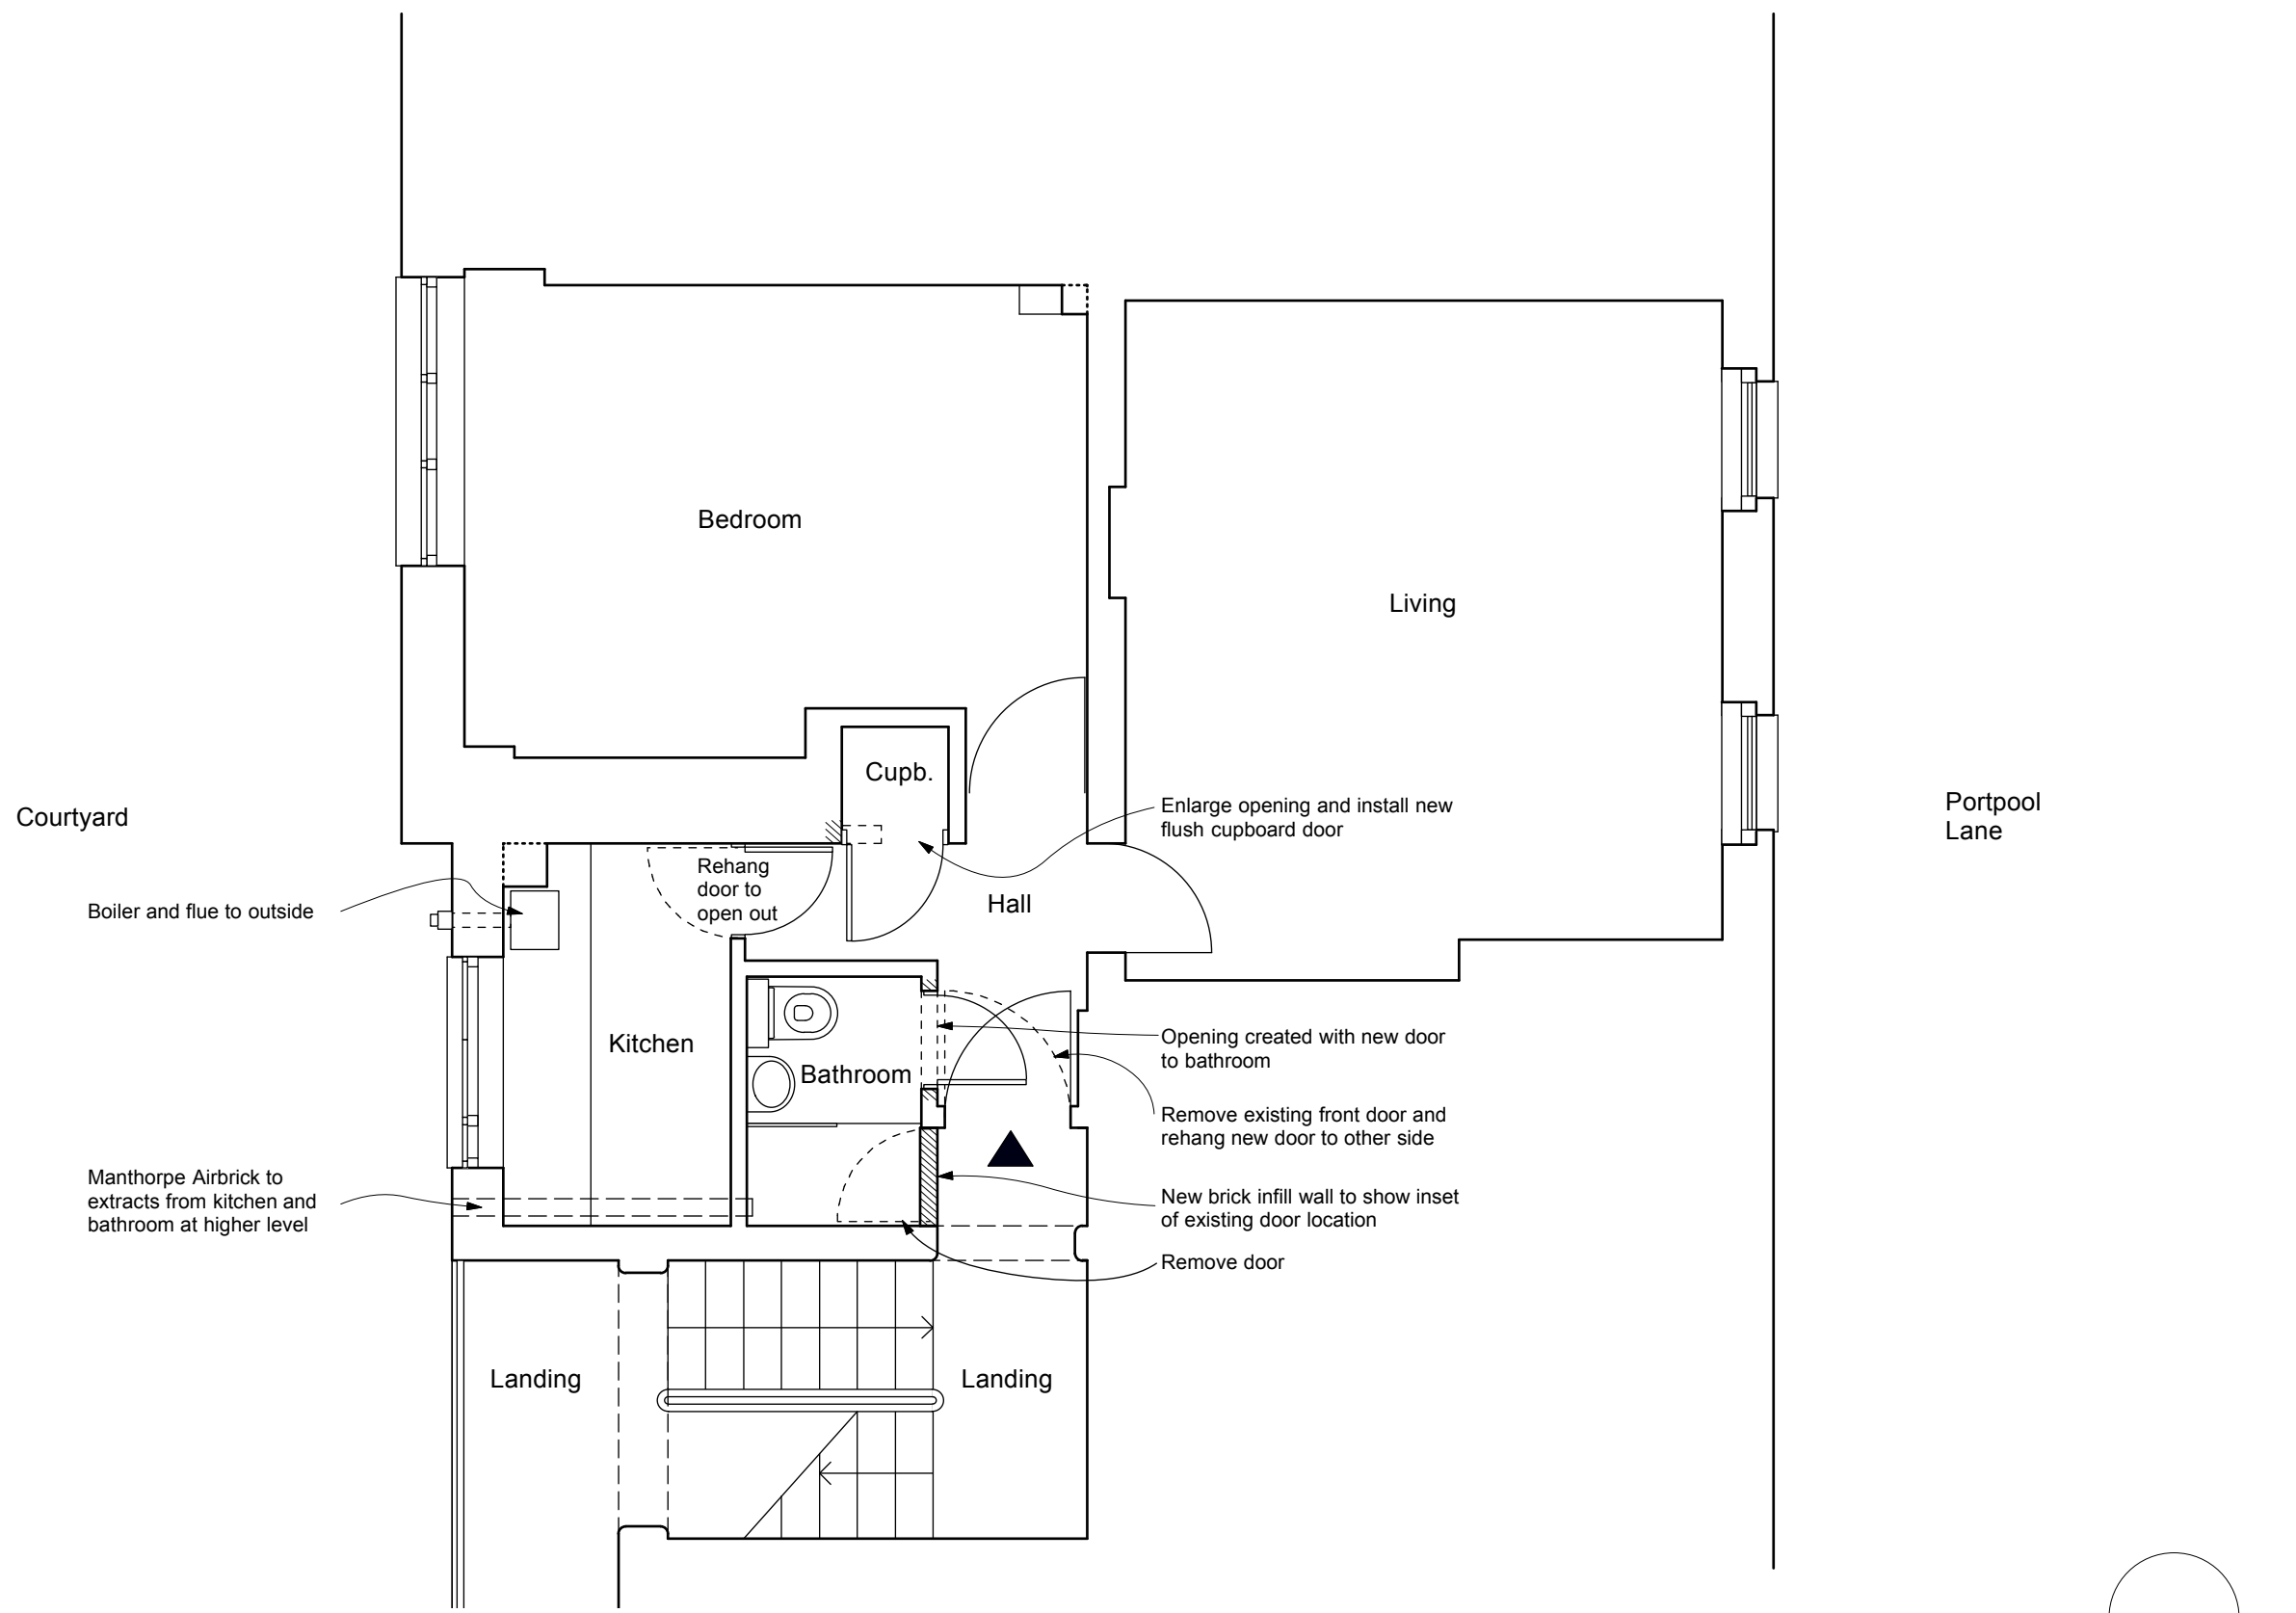 Bedroom
Living
Cupb.
Courtyard
Portpool
Lane
Enlarge opening and install new
flush cupboard door
Rehang
door to
open out
Hall
Boiler and flue to outside
Kitchen
Bathroom
Opening created with new door
to bathroom
Remove existing front door and
rehang new door to other side
Manthorpe Airbrick to
extracts from kitchen and
bathroom at higher level
New brick infill wall to show inset
of existing door location
Remove door
Landing
Landing